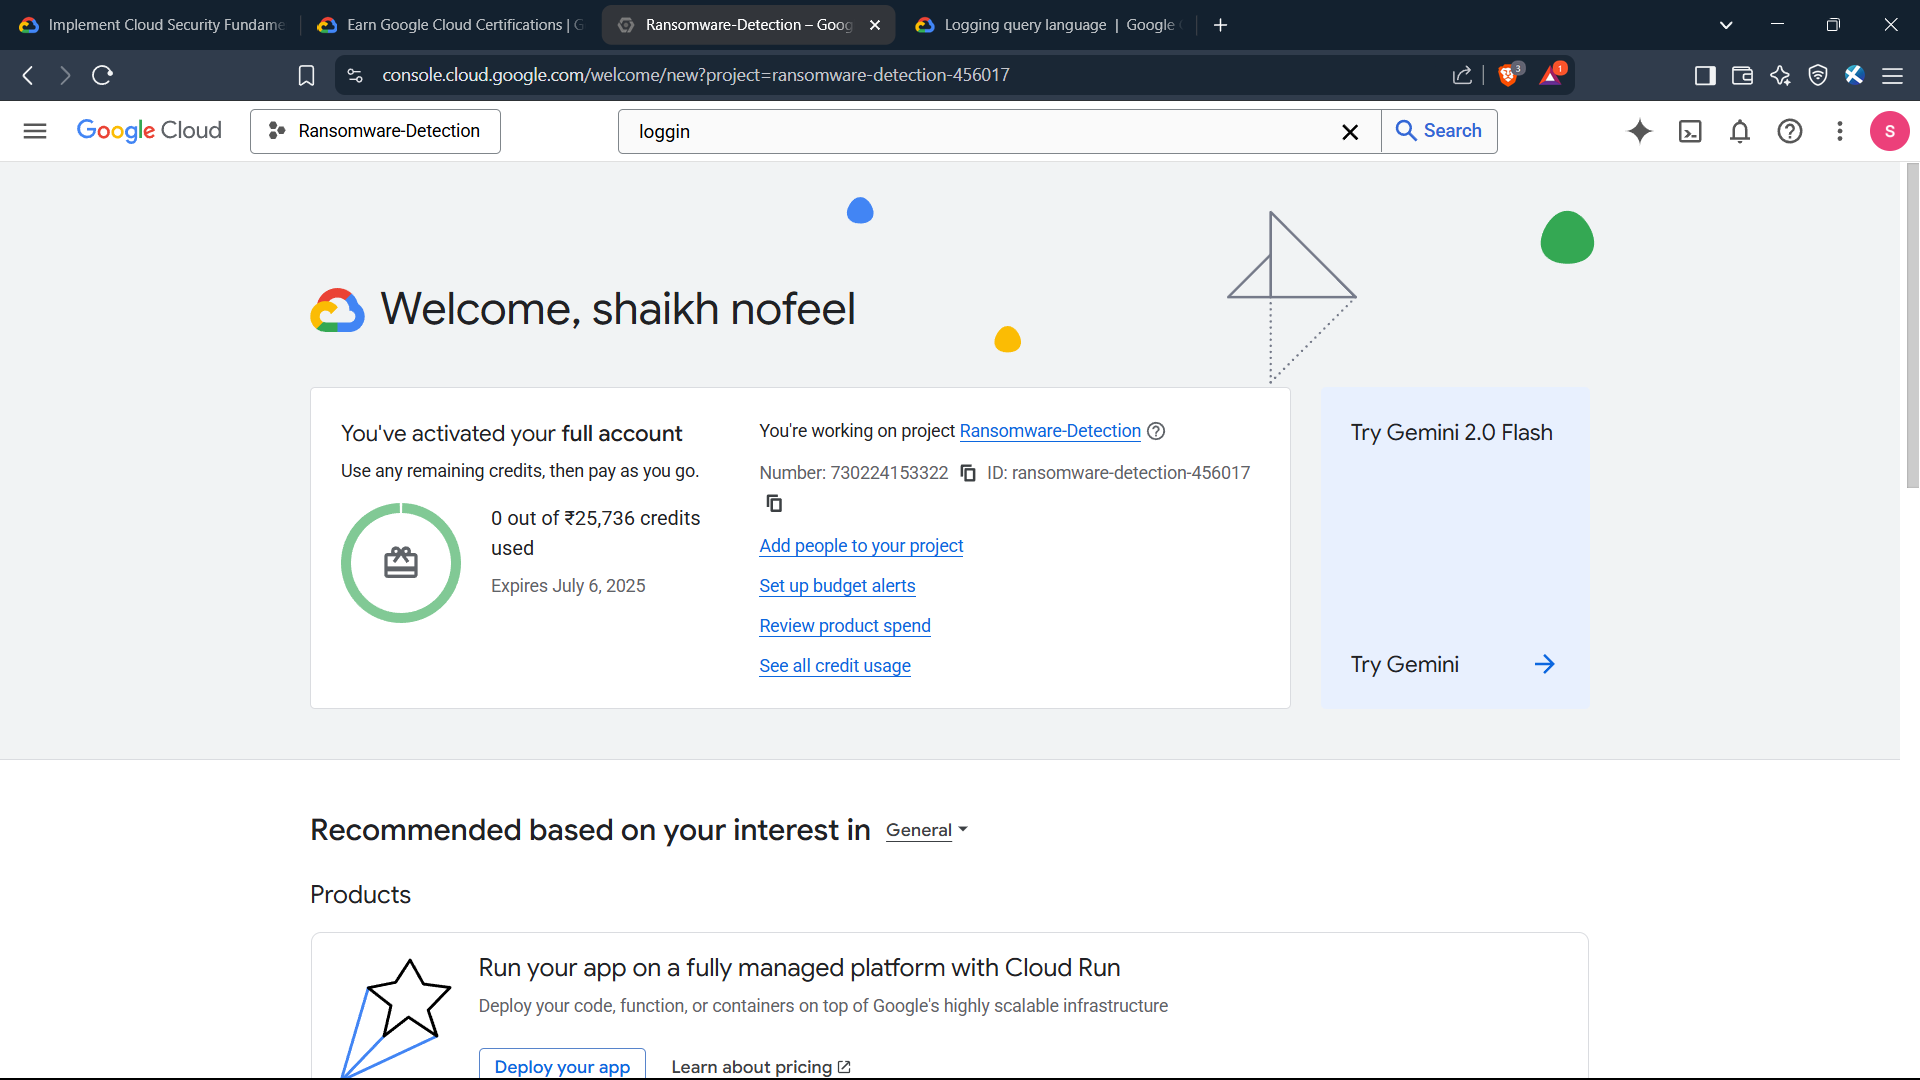 Implement Cloud Security Fundame
Earn Google Cloud Certifications | G
Ransomware-Detection – Goog
Logging query language | Google
console.cloud.google.com/welcome/new?project=ransomware-detection-456017
3
1
Google Cloud
Ransomware-Detection
loggin
Search
S
Welcome, shaikh nofeel
You've activated your full account
Use any remaining credits, then pay as you go.
0 out of ₹25,736 credits
used
Expires July 6, 2025
You're working on project Ransomware-Detection
Number: 730224153322 ID: ransomware-detection-456017
Add people to your project
Set up budget alerts
Review product spend
See all credit usage
Try Gemini 2.0 Flash
Try Gemini
Recommended based on your interest in General
Products
Run your app on a fully managed platform with Cloud Run
Deploy your code, function, or containers on top of Google's highly scalable infrastructure
Deploy your app
Learn about pricing